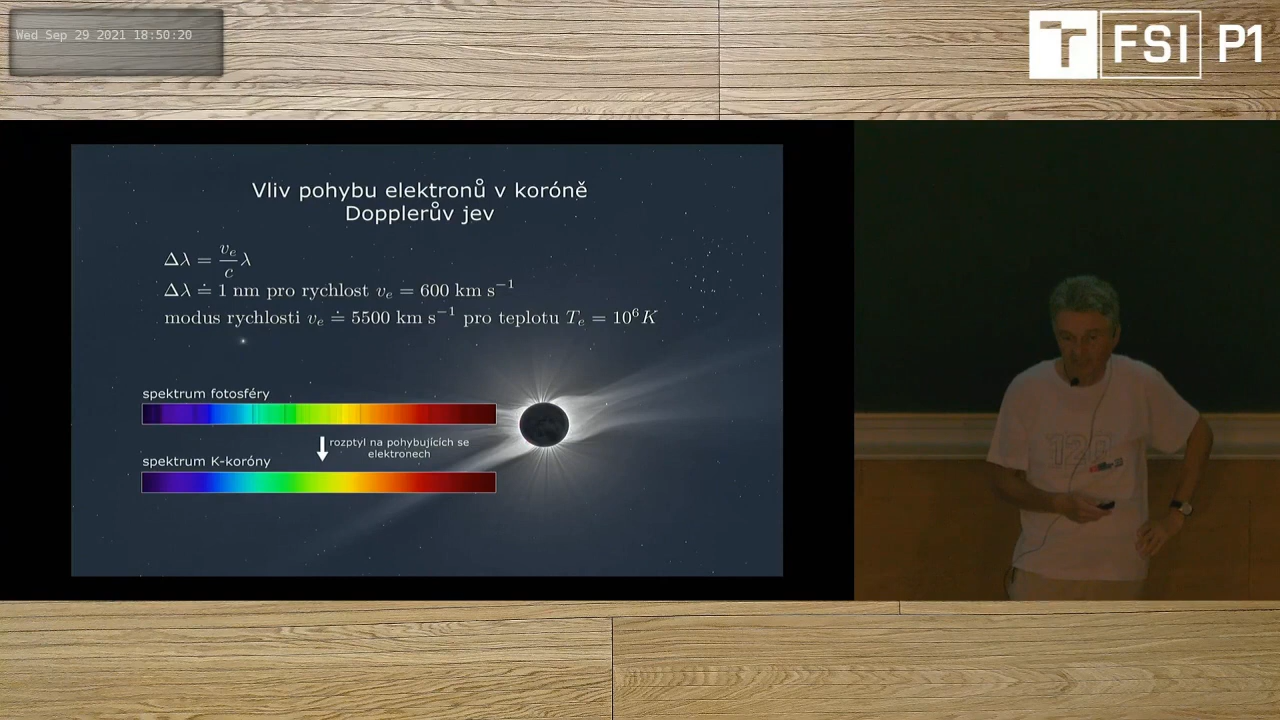 Wed Sep 29 2021 18:50:20
FSI P1
Vliv pohybu elektronů v koróně
Dopplerův jev
Δλ = v_e/c λ
Δλ ≐ 1 nm pro rychlost v_e = 600 km s⁻¹
modus rychlosti v_e ≐ 5500 km s⁻¹ pro teplotu T_e = 10⁶K
spektrum fotosféry
rozptyl na pohybujících se
elektronech
spektrum K-koróny
120